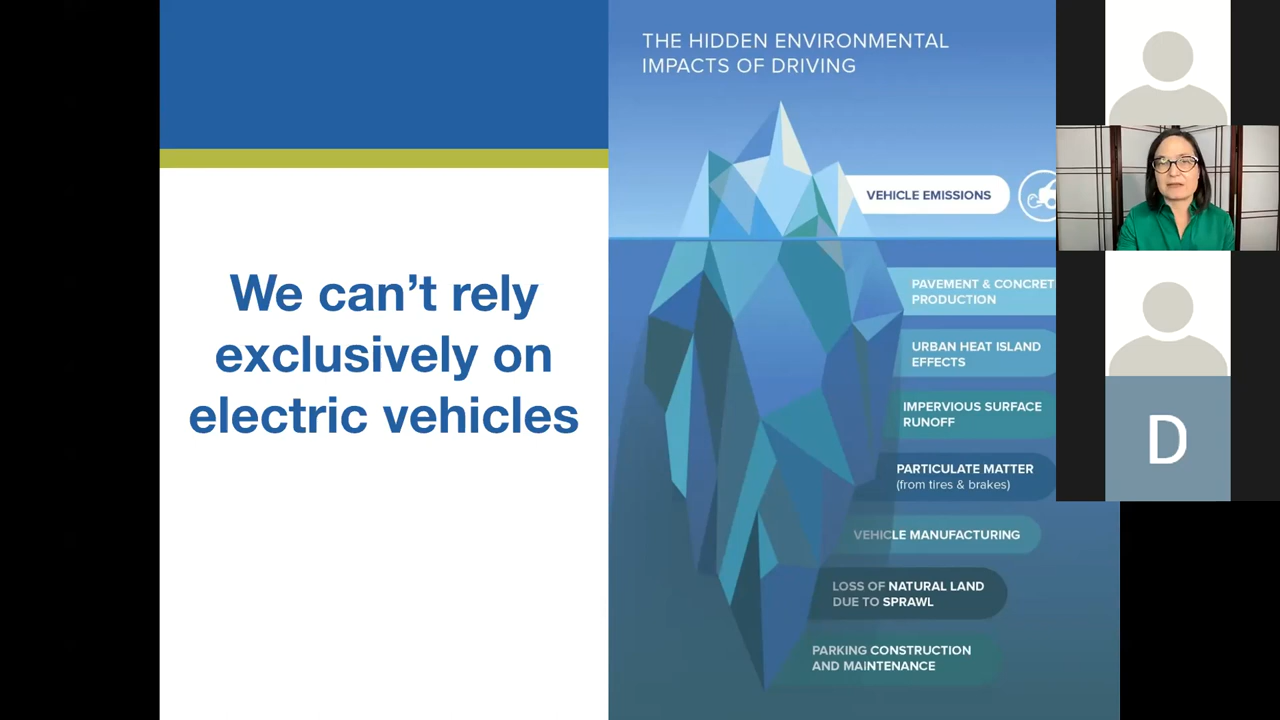 We can't rely
exclusively on
electric vehicles
THE HIDDEN ENVIRONMENTAL
IMPACTS OF DRIVING
VEHICLE EMISSIONS
PAVEMENT & CONCRET
PRODUCTION
URBAN HEAT ISLAND
EFFECTS
IMPERVIOUS SURFACE
RUNOFF
PARTICULATE MATTER
(from tires & brakes)
VEHICLE MANUFACTURING
LOSS OF NATURAL LAND
DUE TO SPRAWL
PARKING CONSTRUCTION
AND MAINTENANCE
D